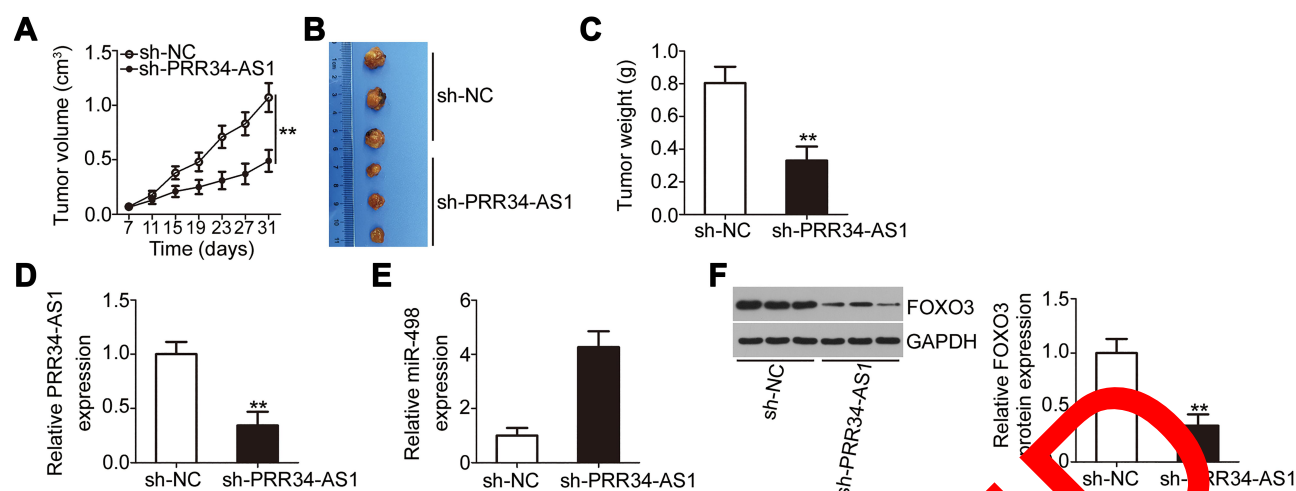 A
Tumor volume (cm³)
1.5
1.0
0.5
0.0
sh-NC
sh-PRR34-AS1
**
7 11 15 19 23 27 31
Time (days)
B
sh-NC
sh-PRR34-AS1
C
Tumor weight (g)
1.0
0.8
0.6
0.4
0.2
0.0
**
sh-NC sh-PRR34-AS1
D
Relative PRR34-AS1
expression
1.5
1.0
0.5
0.0
**
sh-NC sh-PRR34-AS1
E
Relative miR-498
expression
6
4
2
0
sh-NC sh-PRR34-AS1
F
FOXO3
GAPDH
sh-NC
sh-PRR34-AS1
Relative FOXO3
protein expression
1.5
1.0
0.5
**
sh-NC sh-PRR34-AS1